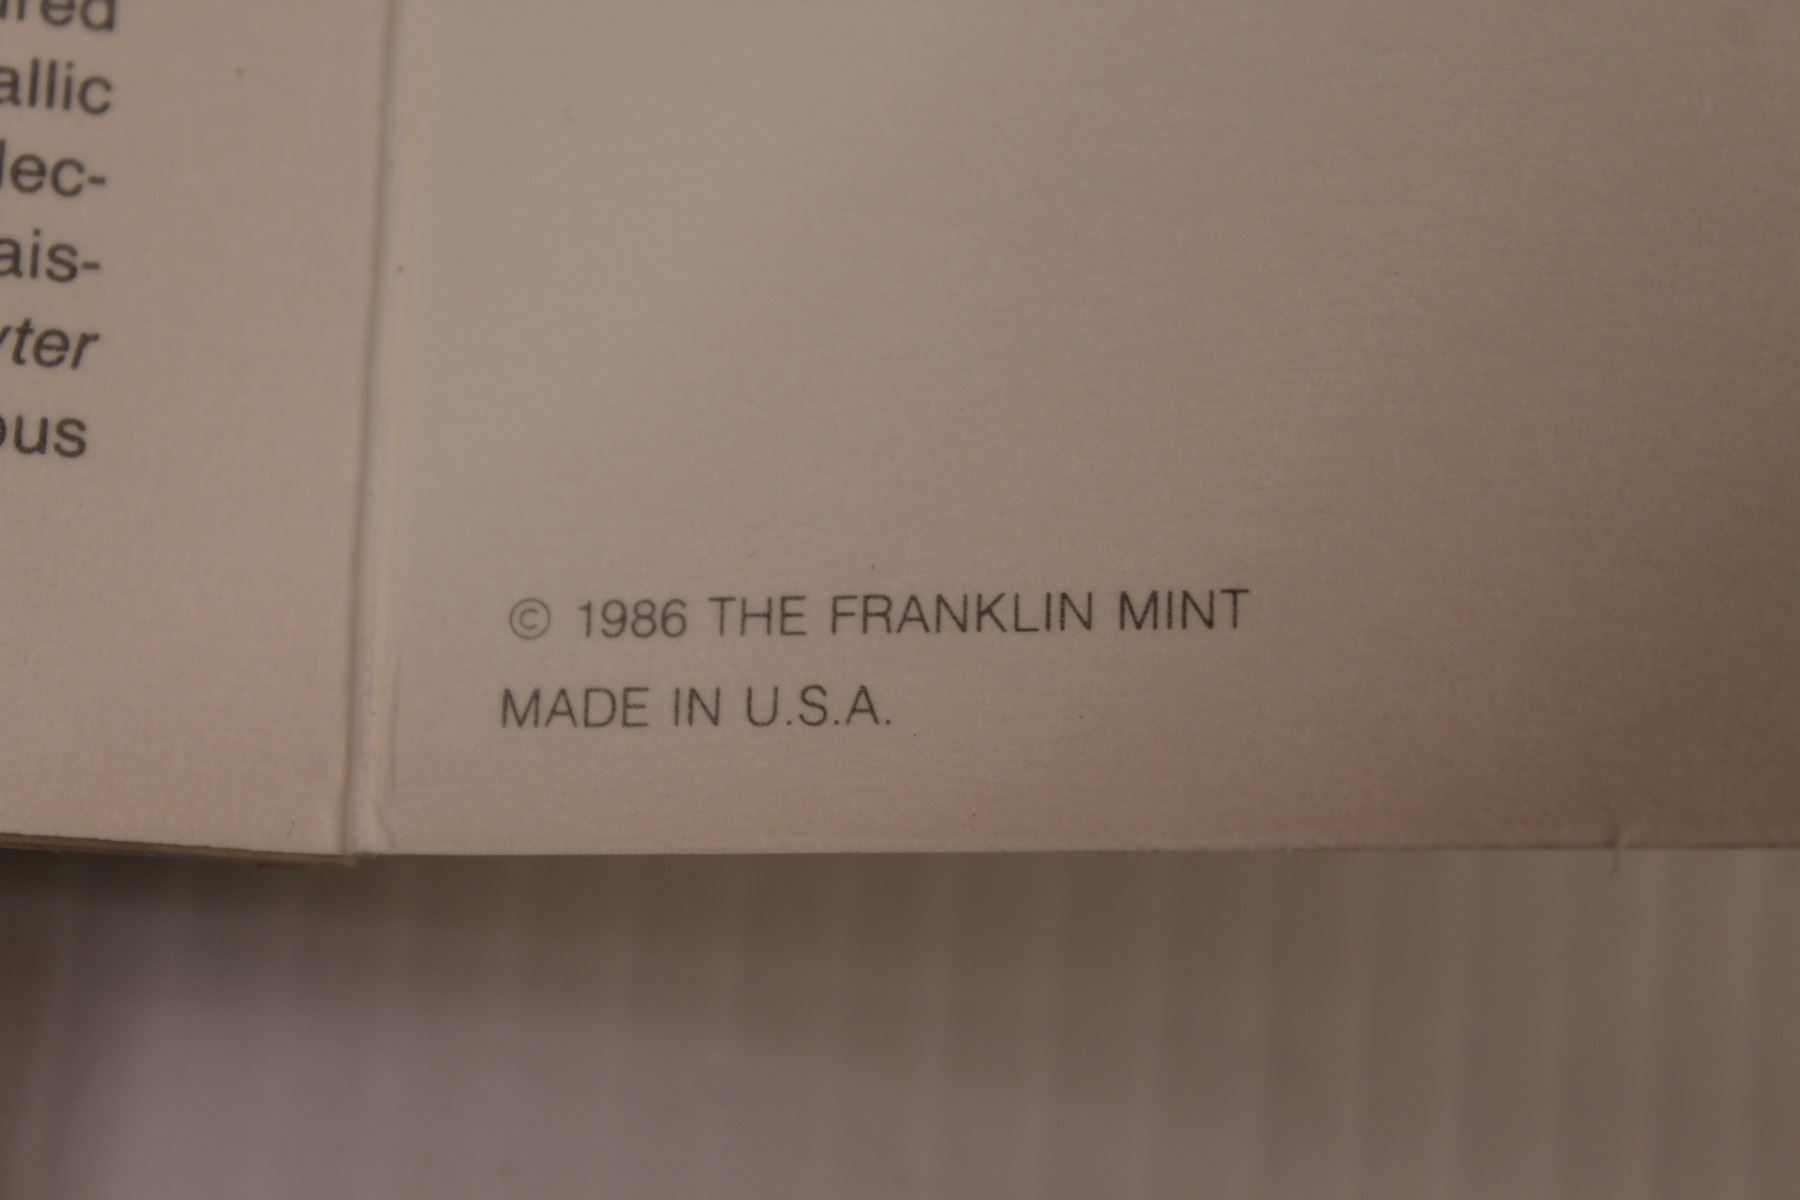 allic
lec-
ais-
yter
ous
© 1986 THE FRANKLIN MINT
MADE IN U.S.A.